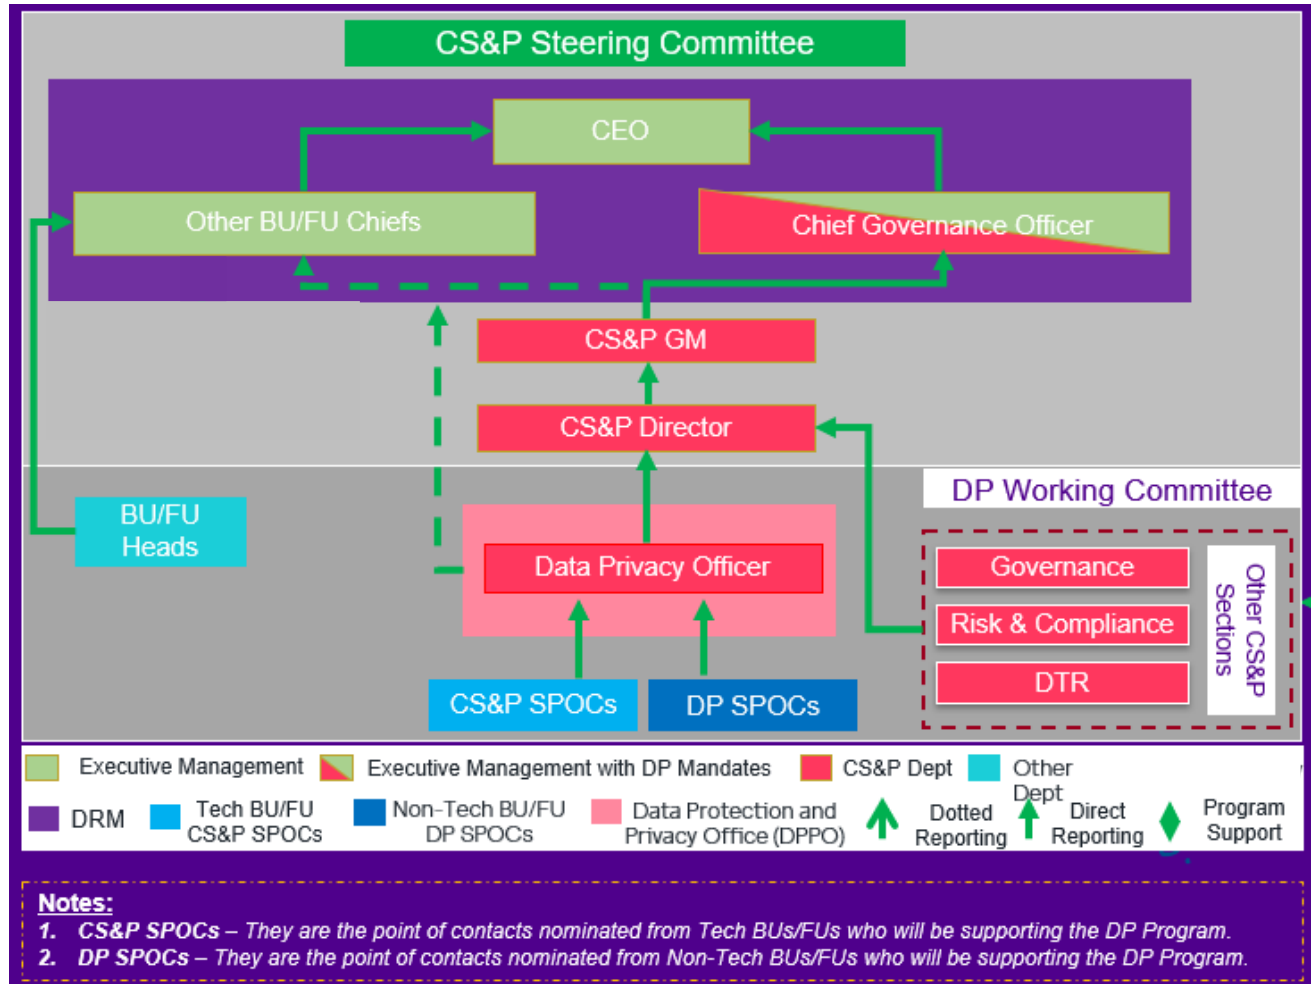 CS&P Steering Committee
CEO
Other BU/FU Chiefs
Chief Governance Officer
CS&P GM
CS&P Director
DP Working Committee
BU/FU
Heads
Data Privacy Officer
Governance
Risk & Compliance
DTR
Other CS&P
Sections
CS&P SPOCs
DP SPOCs
Executive Management
Executive Management with DP Mandates
CS&P Dept
Other
Dept
DRM
Tech BU/FU
CS&P SPOCs
Non-Tech BU/FU
DP SPOCs
Data Protection and
Privacy Office (DPPO)
Dotted
Reporting
Direct
Reporting
Program
Support
Notes:
1. CS&P SPOCs – They are the point of contacts nominated from Tech BUs/FUs who will be supporting the DP Program.
2. DP SPOCs – They are the point of contacts nominated from Non-Tech BUs/FUs who will be supporting the DP Program.